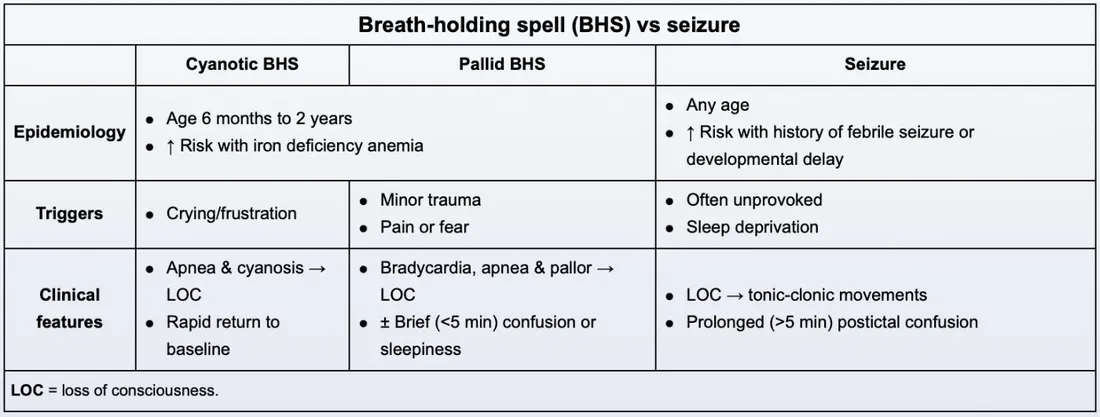 Breath-holding spell (BHS) vs seizure
Cyanotic BHS
Pallid BHS
Seizure
Epidemiology
● Age 6 months to 2 years
● ↑ Risk with iron deficiency anemia
● Any age
● ↑ Risk with history of febrile seizure or
developmental delay
Triggers
● Crying/frustration
● Minor trauma
● Pain or fear
● Often unprovoked
● Sleep deprivation
Clinical
features
● Apnea & cyanosis →
LOC
● Rapid return to
baseline
● Bradycardia, apnea & pallor →
LOC
● ± Brief (<5 min) confusion or
sleepiness
● LOC → tonic-clonic movements
● Prolonged (>5 min) postictal confusion
LOC = loss of consciousness.